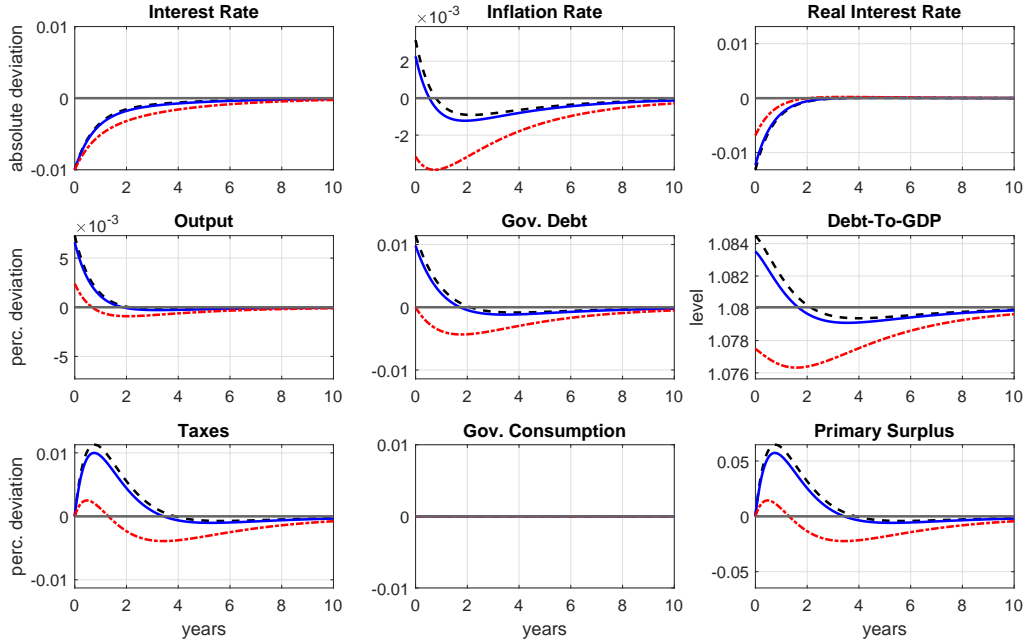 Interest Rate
absolute deviation
0.01
0
-0.01
0 2 4 6 8 10
Inflation Rate
×10⁻³
2
0
-2
0 2 4 6 8 10
Real Interest Rate
0.01
0
-0.01
0 2 4 6 8 10
Output
×10⁻³
perc. deviation
5
0
-5
0 2 4 6 8 10
Gov. Debt
0.01
0
-0.01
0 2 4 6 8 10
Debt-To-GDP
level
1.084
1.082
1.08
1.078
1.076
0 2 4 6 8 10
Taxes
perc. deviation
0.01
0
-0.01
0 2 4 6 8 10
years
Gov. Consumption
0.01
0
-0.01
0 2 4 6 8 10
years
Primary Surplus
0.05
0
-0.05
0 2 4 6 8 10
years